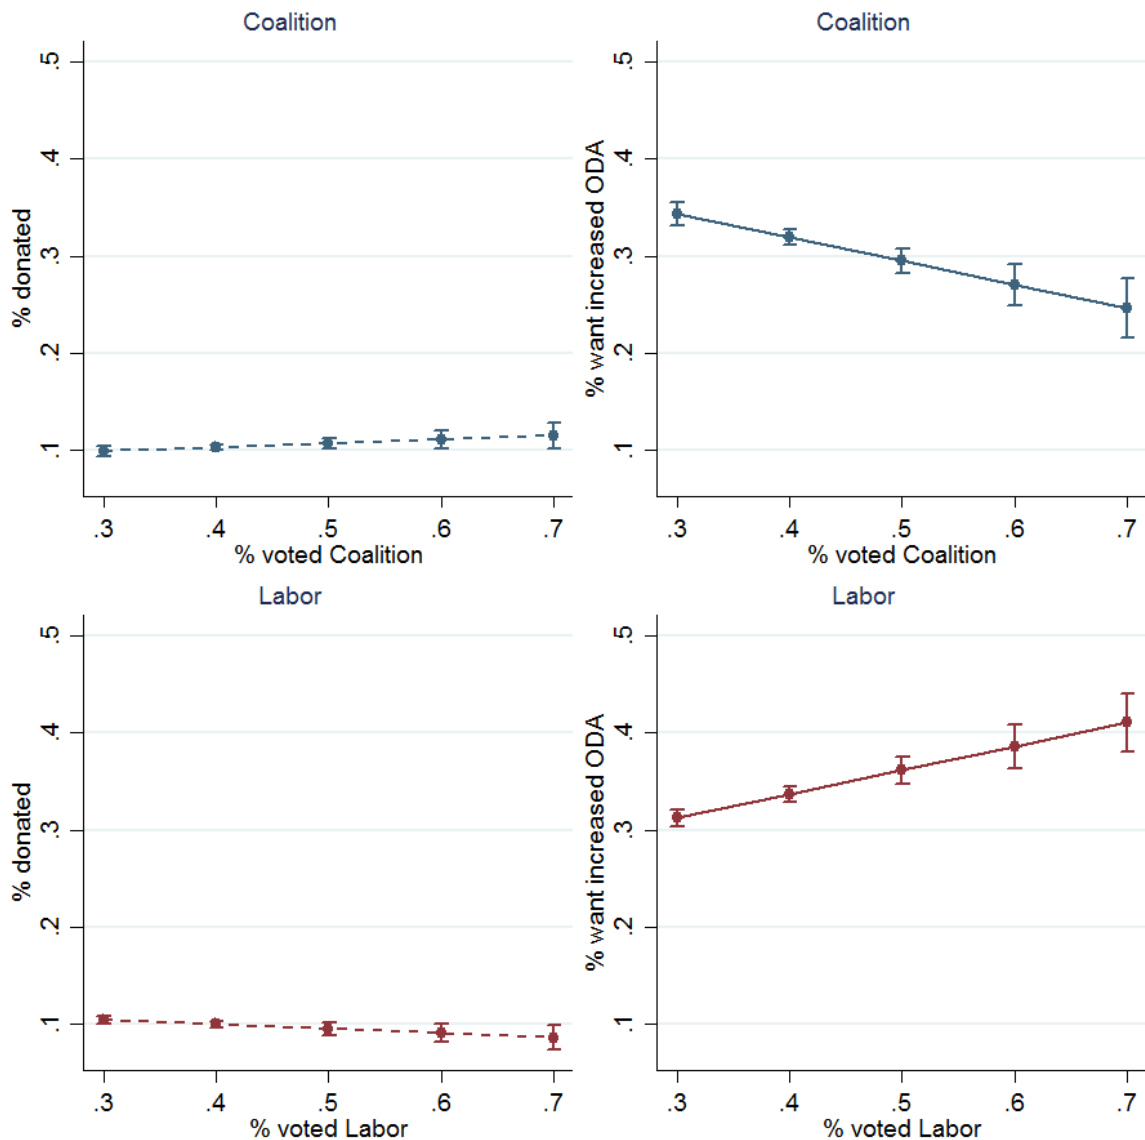 Coalition
% donated
.5
.4
.3
.2
.1
.3 .4 .5 .6 .7
% voted Coalition
Coalition
% want increased ODA
.5
.4
.3
.2
.1
.3 .4 .5 .6 .7
% voted Coalition
Labor
% donated
.5
.4
.3
.2
.1
.3 .4 .5 .6 .7
% voted Labor
Labor
% want increased ODA
.5
.4
.3
.2
.1
.3 .4 .5 .6 .7
% voted Labor